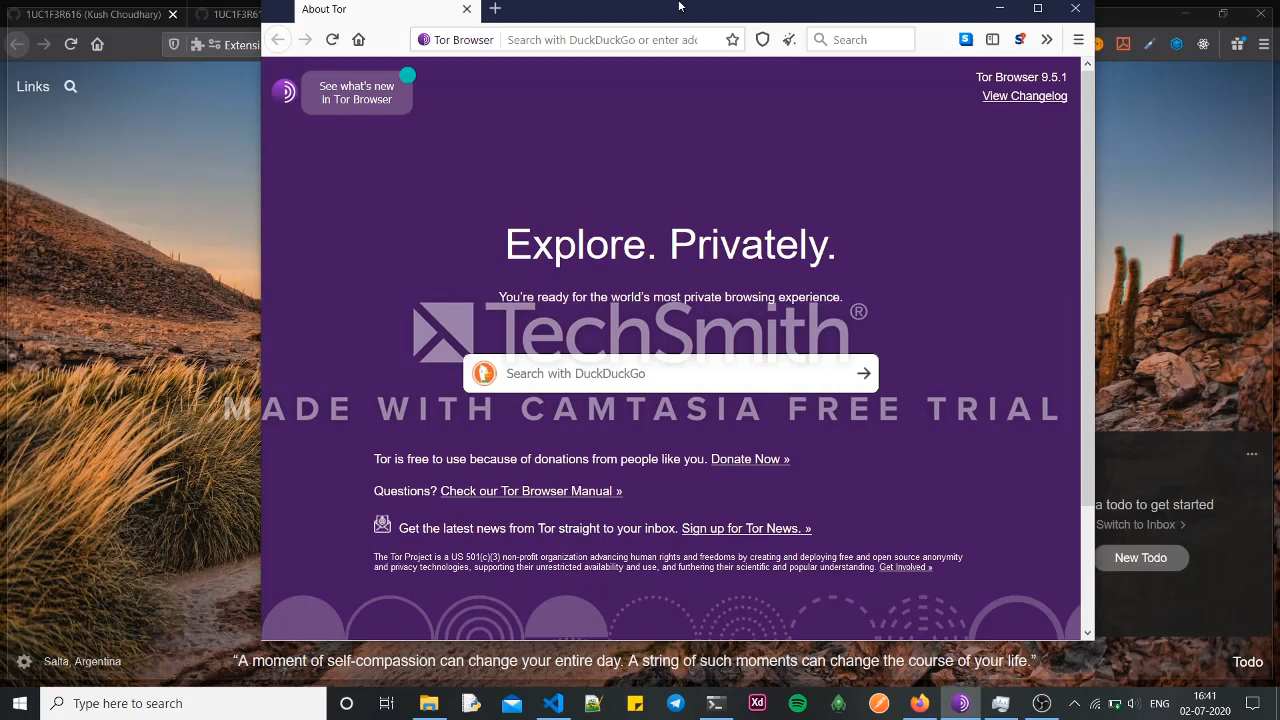 1UC1F3R616 (Kush Choudhary)
1UC1F3R61
About Tor
Extensi
Tor Browser
Search with DuckDuckGo or enter add
Search
Links
See what's new
in Tor Browser
Tor Browser 9.5.1
View Changelog
Explore. Privately.
You're ready for the world's most private browsing experience.
TechSmith®
Search with DuckDuckGo
MADE WITH CAMTASIA FREE TRIAL
Tor is free to use because of donations from people like you. Donate Now »
Questions? Check our Tor Browser Manual »
Get the latest news from Tor straight to your inbox. Sign up for Tor News. »
The Tor Project is a US 501(c)(3) non-profit organization advancing human rights and freedoms by creating and deploying free and open source anonymity
and privacy technologies, supporting their unrestricted availability and use, and furthering their scientific and popular understanding. Get Involved »
a todo to get started
Switch to Inbox >
New Todo
Salta, Argentina
“A moment of self-compassion can change your entire day. A string of such moments can change the course of your life.”
Todo
Type here to search
Xd
ENG
16:41
02-07-2020